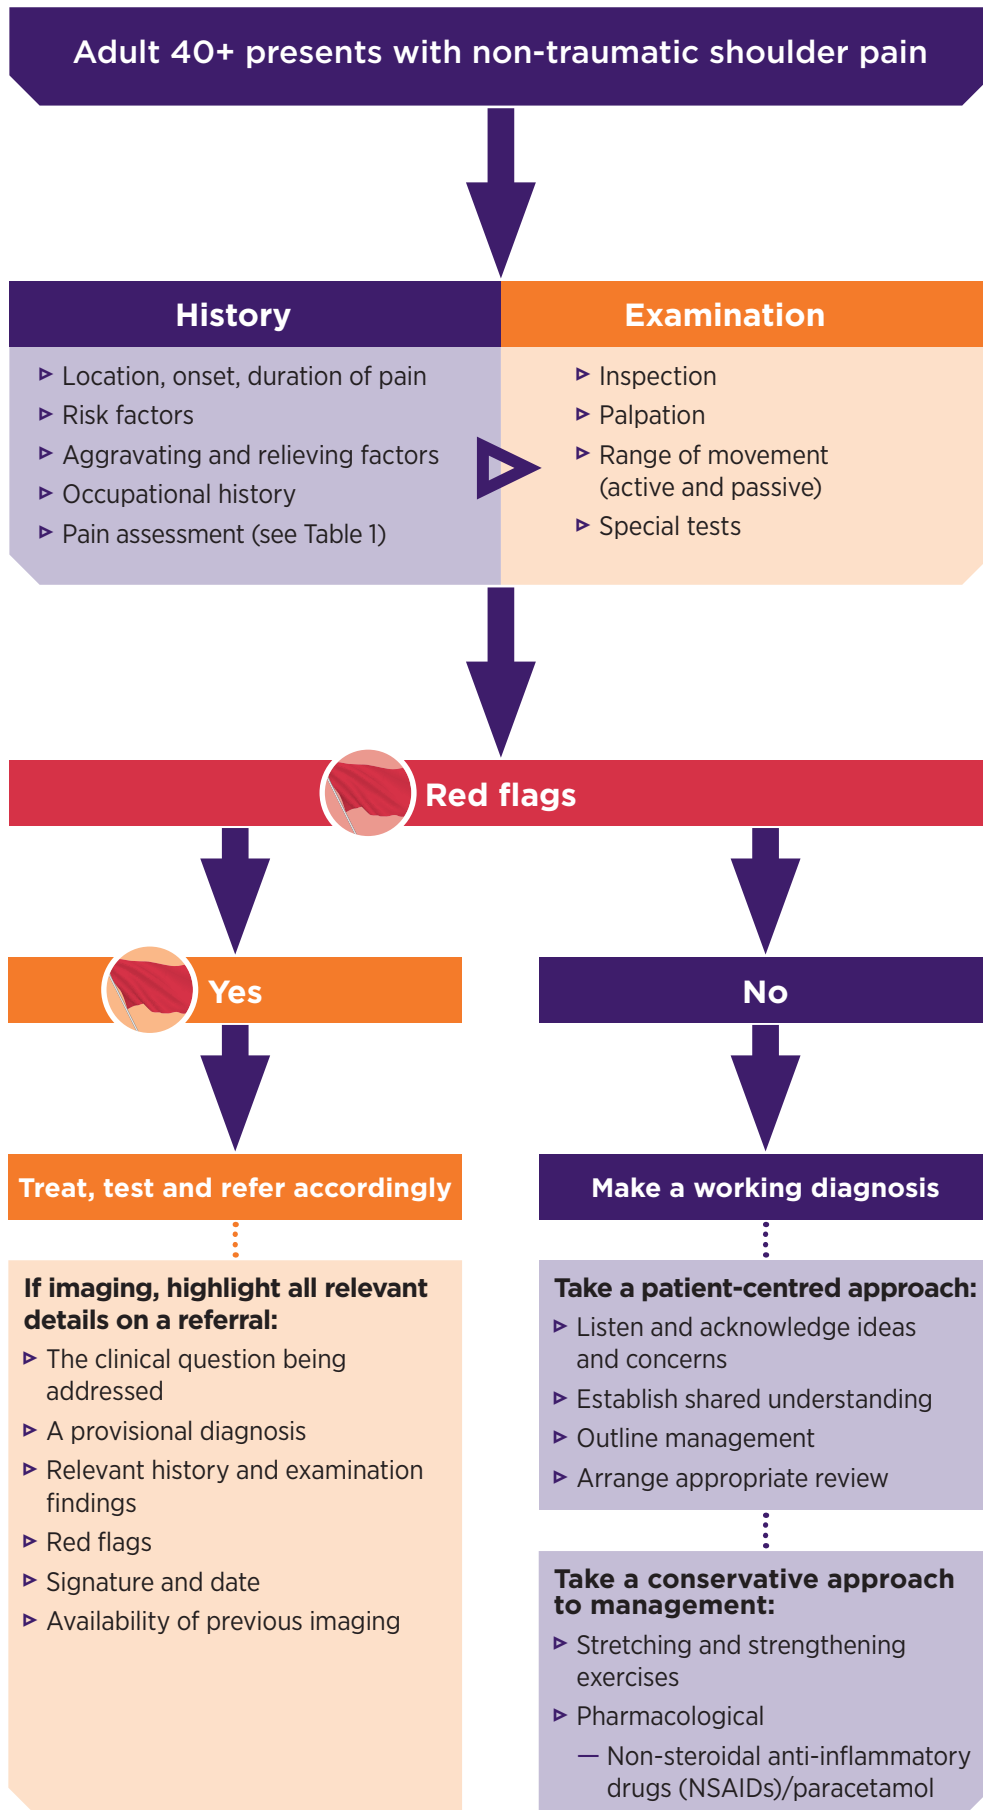 Adult 40+ presents with non-traumatic shoulder pain
History
Location, onset, duration of pain
Risk factors
Aggravating and relieving factors
Occupational history
Pain assessment (see Table 1)
Examination
Inspection
Palpation
Range of movement
(active and passive)
Special tests
Red flags
Yes
Treat, test and refer accordingly
If imaging, highlight all relevant
details on a referral:
The clinical question being
addressed
A provisional diagnosis
Relevant history and examination
findings
Red flags
Signature and date
Availability of previous imaging
No
Make a working diagnosis
Take a patient-centred approach:
Listen and acknowledge ideas
and concerns
Establish shared understanding
Outline management
Arrange appropriate review
Take a conservative approach
to management:
Stretching and strengthening
exercises
Pharmacological
— Non-steroidal anti-inflammatory
drugs (NSAIDs)/paracetamol